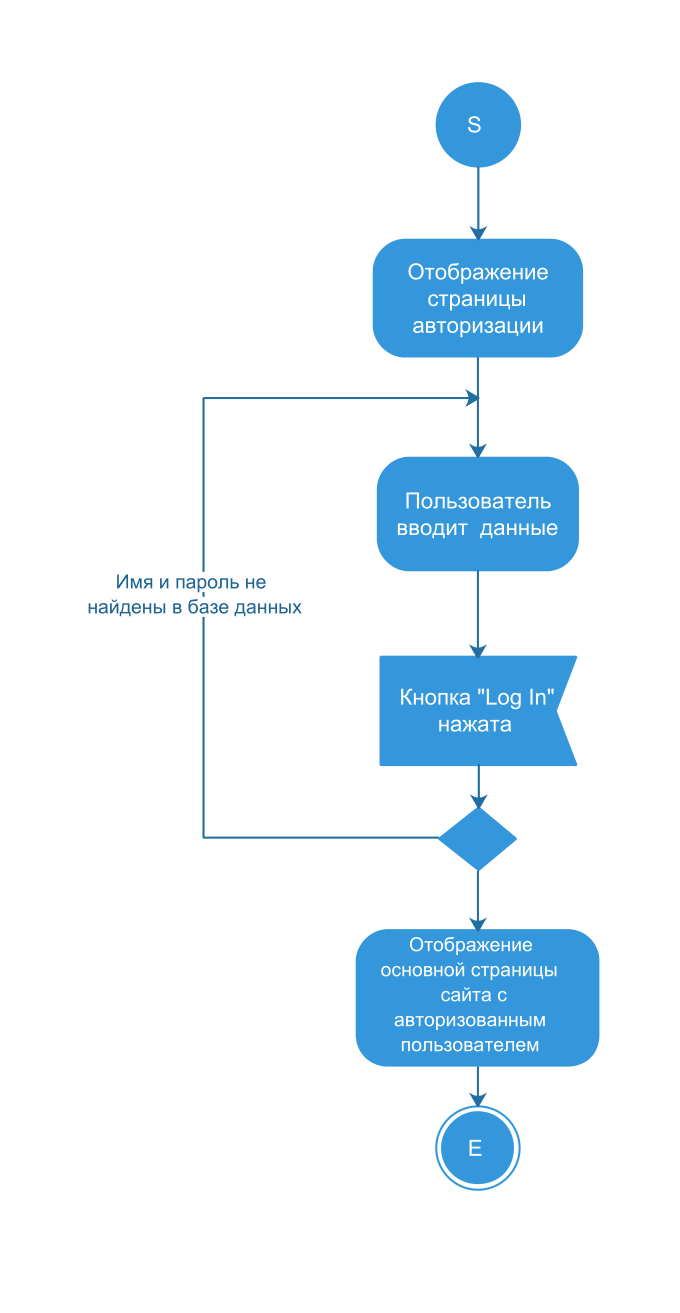 S
Отображение
страницы
авторизации
Пользователь
вводит данные
Имя и пароль не
найдены в базе данных
Кнопка "Log In"
нажата
Отображение
основной страницы
сайта с
авторизованным
пользователем
E